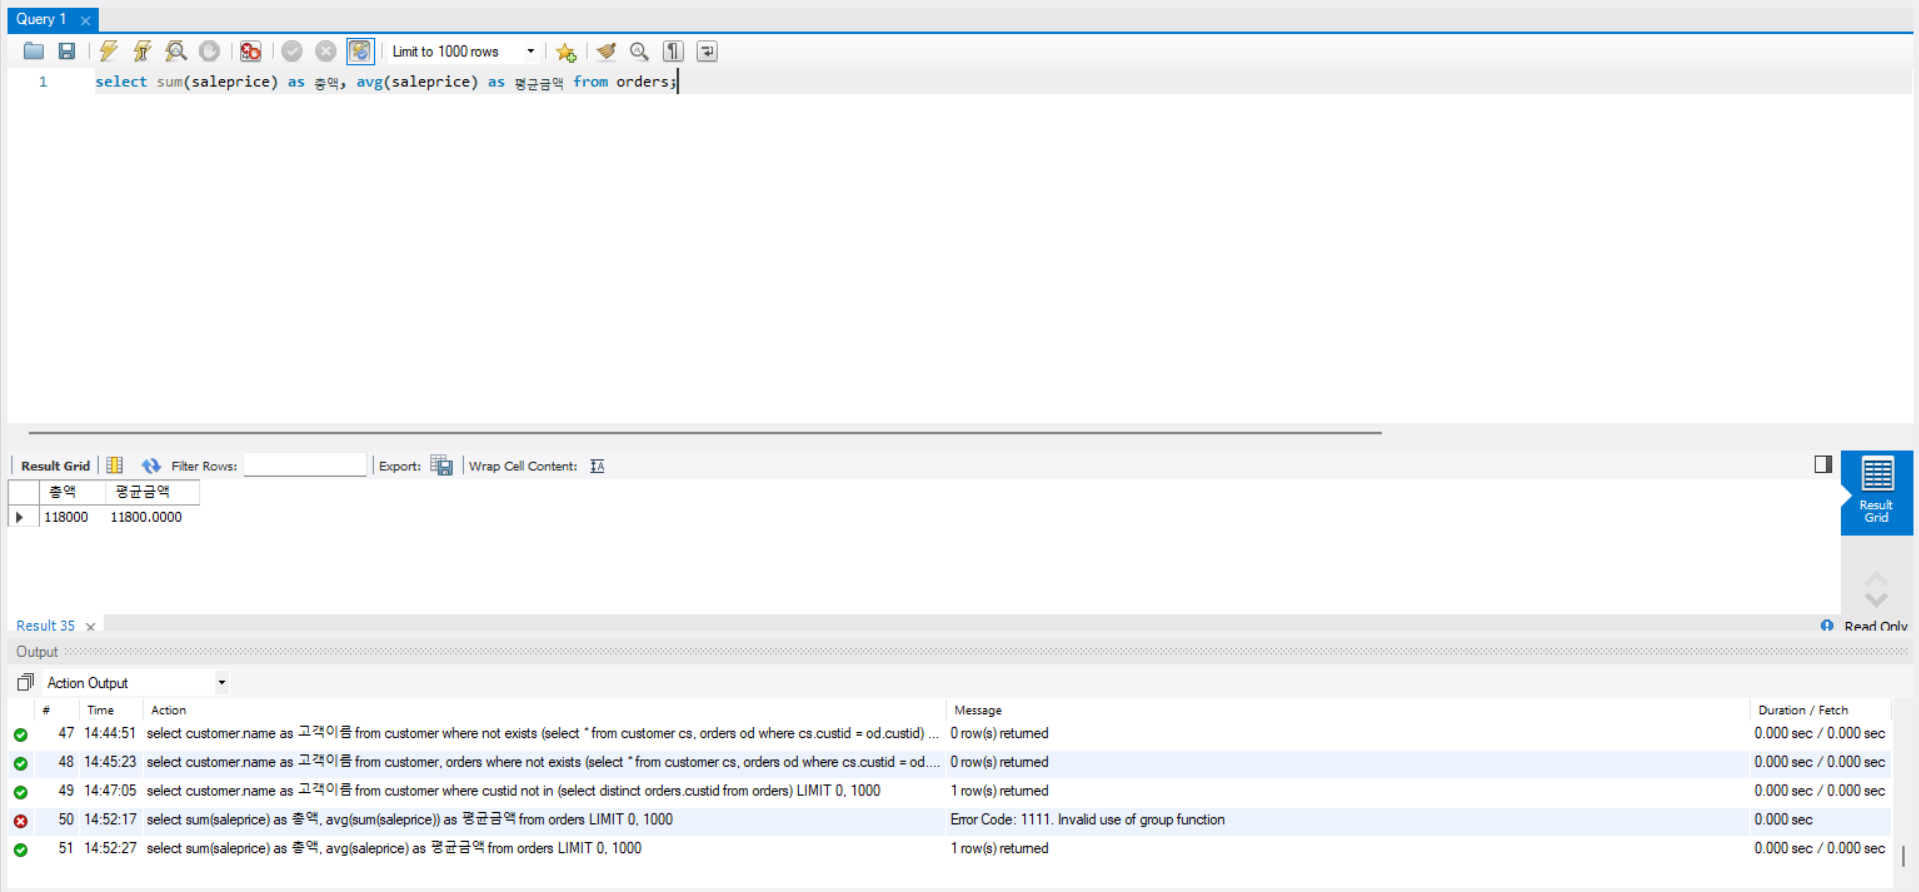 Query 1
Limit to 1000 rows
1 select sum(saleprice) as 총액, avg(saleprice) as 평균금액 from orders;
Result Grid Filter Rows: Export: Wrap Cell Content:
총액 평균금액
118000 11800.0000
Result Grid
Result 35
Read Only
Output
Action Output
# Time Action Message Duration / Fetch
47 14:44:51 select customer.name as 고객이름 from customer where not exists (select * from customer cs, orders od where cs.custid = od.custid) ... 0 row(s) returned 0.000 sec / 0.000 sec
48 14:45:23 select customer.name as 고객이름 from customer, orders where not exists (select * from customer cs, orders od where cs.custid = od.... 0 row(s) returned 0.000 sec / 0.000 sec
49 14:47:05 select customer.name as 고객이름 from customer where custid not in (select distinct orders.custid from orders) LIMIT 0, 1000 1 row(s) returned 0.000 sec / 0.000 sec
50 14:52:17 select sum(saleprice) as 총액, avg(sum(saleprice)) as 평균금액 from orders LIMIT 0, 1000 Error Code: 1111. Invalid use of group function 0.000 sec
51 14:52:27 select sum(saleprice) as 총액, avg(saleprice) as 평균금액 from orders LIMIT 0, 1000 1 row(s) returned 0.000 sec / 0.000 sec